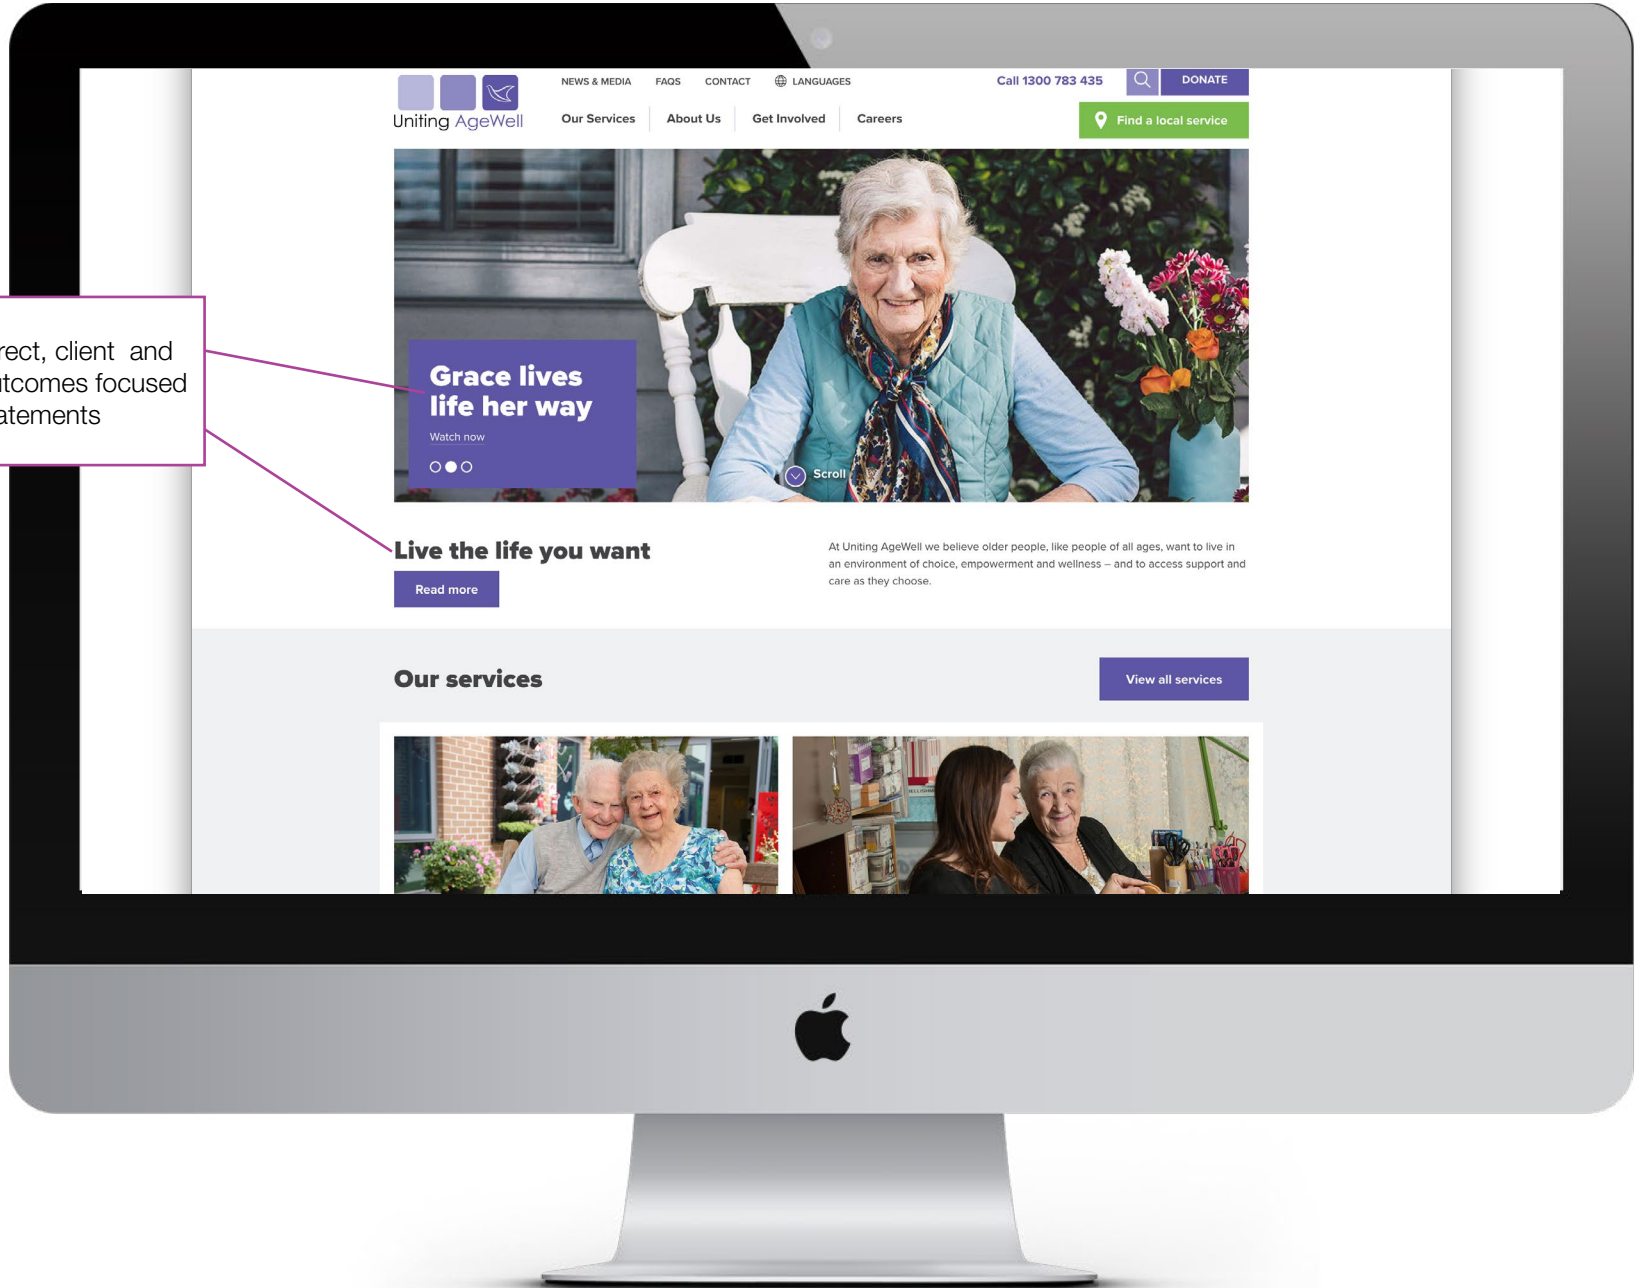 NEWS & MEDIA FAQS CONTACT LANGUAGES Call 1300 783 435 DONATE
Uniting AgeWell
Our Services About Us Get Involved Careers Find a local service
rect, client and
utcomes focused
atements
Grace lives
life her way
Watch now
Scroll
Live the life you want
Read more
At Uniting AgeWell we believe older people, like people of all ages, want to live in
an environment of choice, empowerment and wellness – and to access support and
care as they choose.
Our services View all services